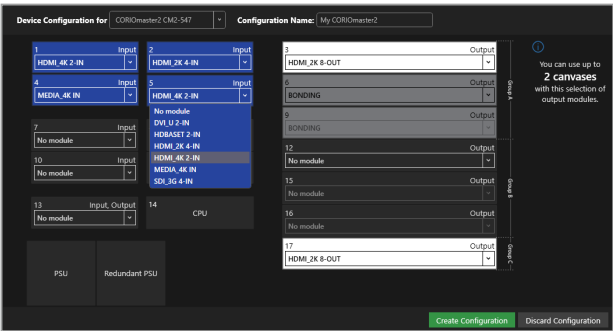 Device Configuration for CORIOmaster2 CM2-547 Configuration Name: My CORIOmaster2
1 Input 2 Input 3 Output
HDMI_4K 2-IN HDMI_2K 4-IN HDMI_2K 8-OUT
4 Input 5 Input 6 Output
MEDIA_4K IN HDMI_4K 2-IN BONDING
No module
DVI_U 2-IN
HDBASET 2-IN
HDMI_2K 4-IN
HDMI_4K 2-IN
MEDIA_4K IN
SDI_3G 4-IN
9 Output
BONDING
Group A
7 Input
No module
10 Input
No module
12 Output
No module
15 Output
No module
16 Output
No module
Group B
13 Input, Output 14
No module CPU
17 Output
HDMI_2K 8-OUT
Group C
PSU Redundant PSU
You can use up to
2 canvases
with this selection of
output modules.
Create Configuration Discard Configuration